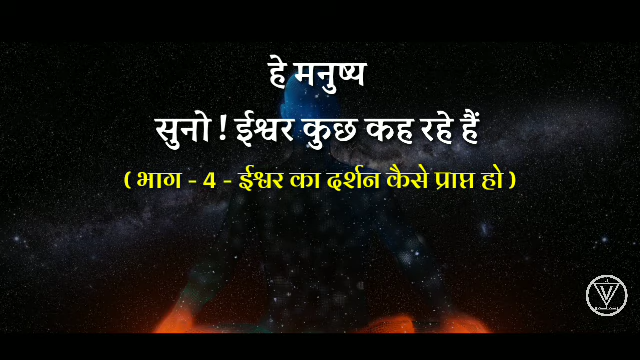 हे मनुष्य
सुनो ! ईश्वर कुछ कह रहे हैं
( भाग - 4 - ईश्वर का दर्शन कैसे प्राप्त हो )